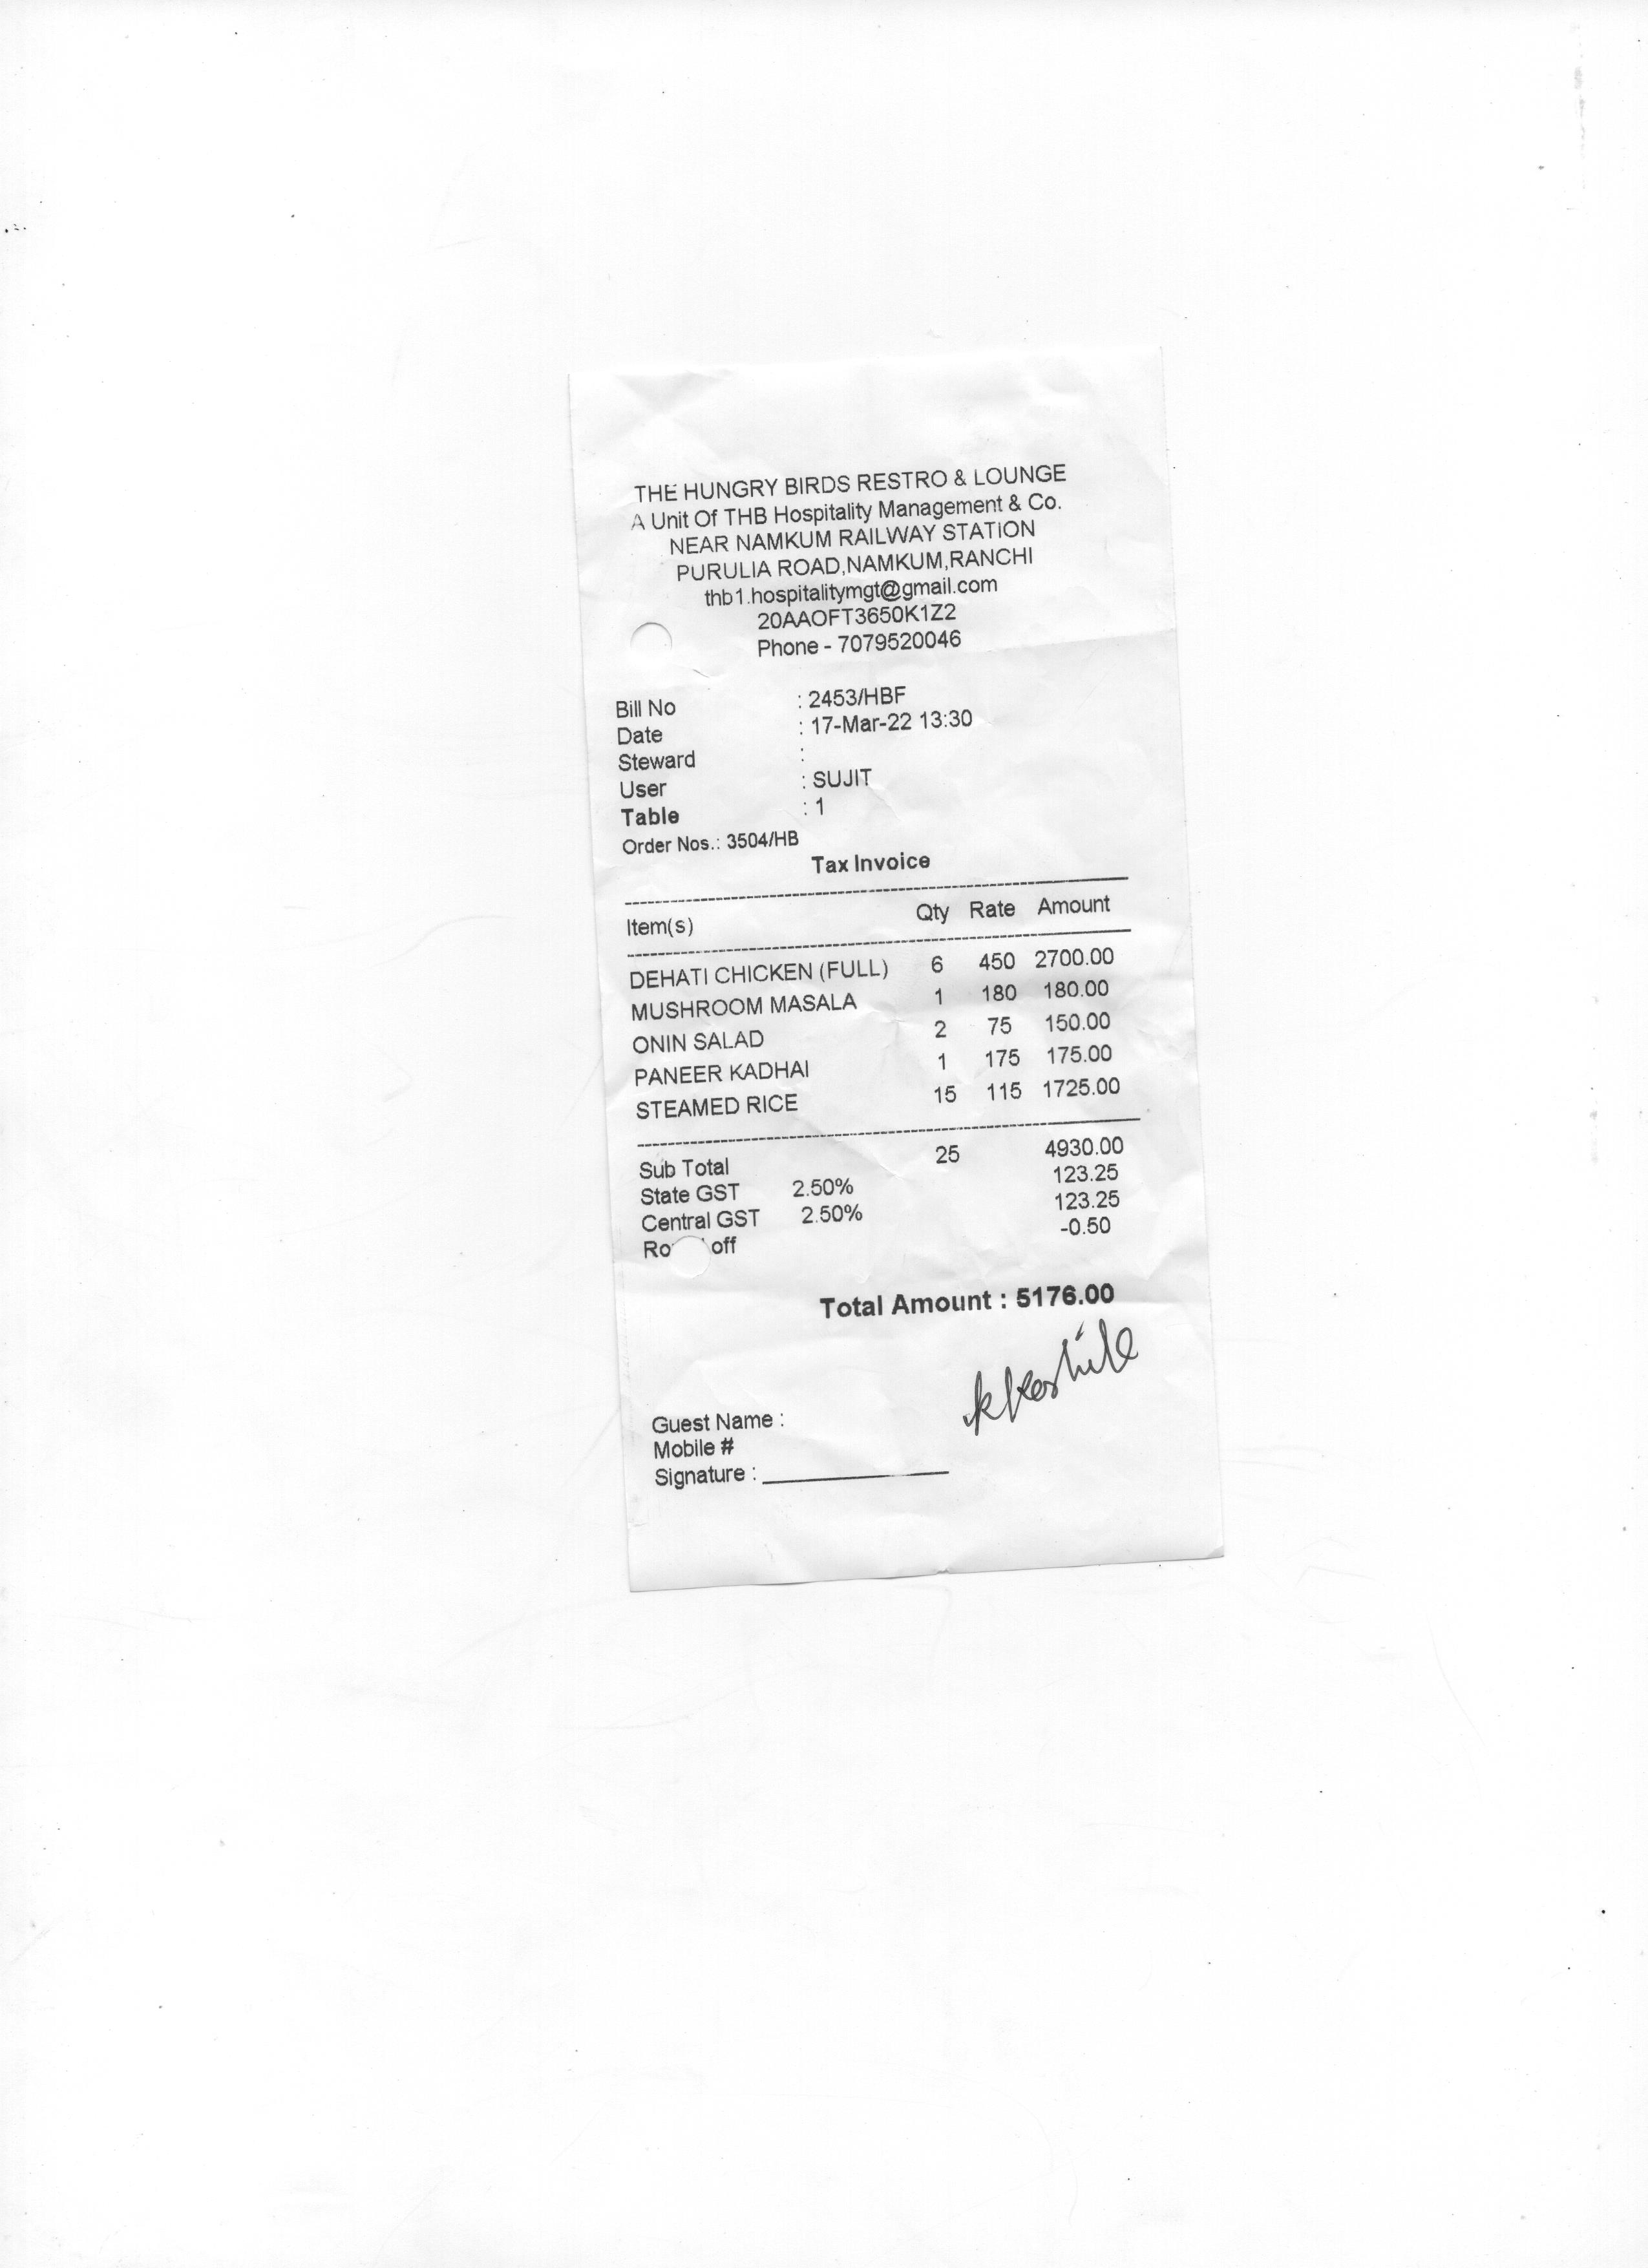 THE HUNGRY BIRDS RESTRO & LOUNGE
A Unit Of THB Hospitality Management & Co.
NEAR NAMKUM RAILWAY STATION
PURULIA ROAD,NAMKUM,RANCHI
thb1.hospitalitymgt@gmail.com
20AAOFT3650K1Z2
Phone - 7079520046
Bill No : 2453/HBF
Date : 17-Mar-22 13:30
Steward :
User : SUJIT
Table : 1
Order Nos.: 3504/HB
Tax Invoice
Item(s) Qty Rate Amount
DEHATI CHICKEN (FULL) 6 450 2700.00
MUSHROOM MASALA 1 180 180.00
ONIN SALAD 2 75 150.00
PANEER KADHAI 1 175 175.00
STEAMED RICE 15 115 1725.00
Sub Total 25 4930.00
State GST 2.50% 123.25
Central GST 2.50% 123.25
off -0.50
Total Amount : 5176.00
Guest Name :
Mobile #
Signature :